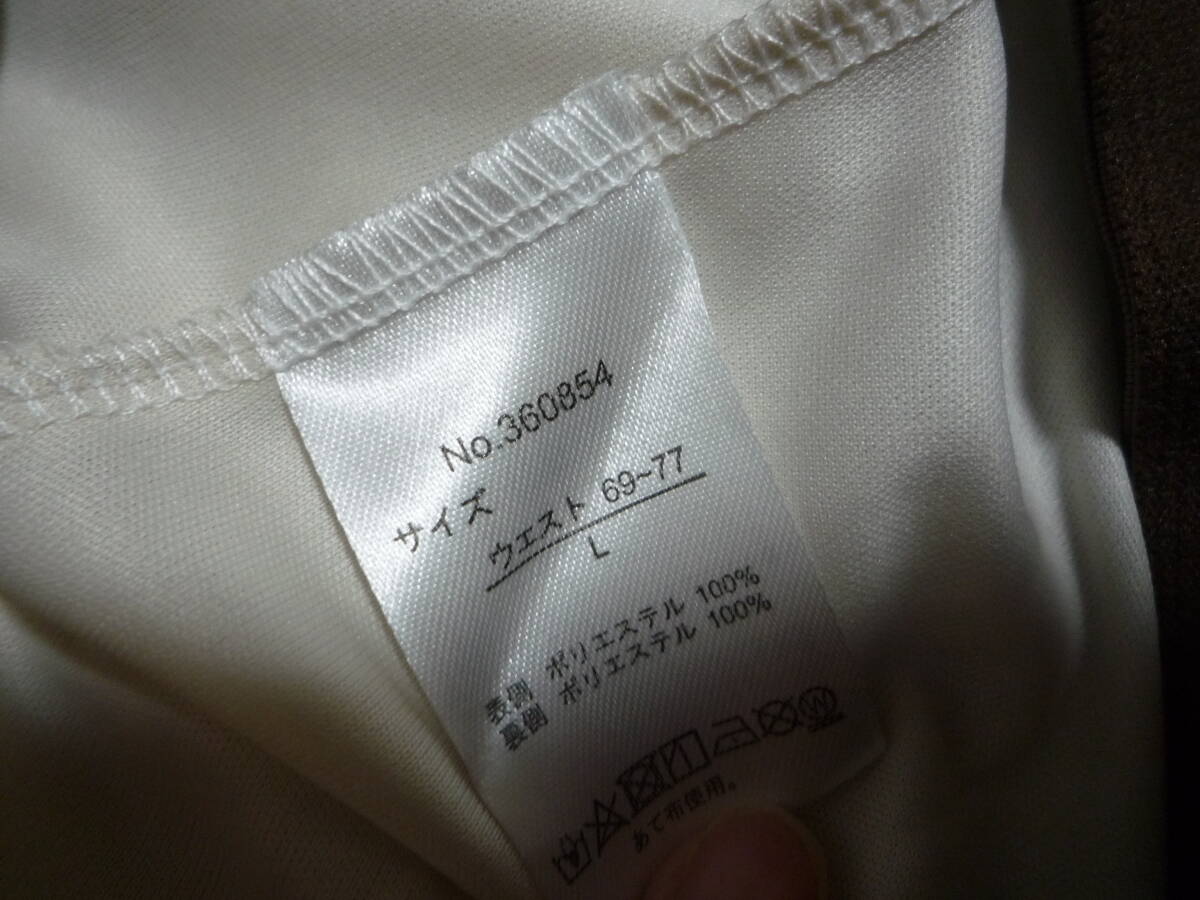 No.360854
サイズ
ウエスト 69~77
L
表側 ポリエステル 100%
裏側 ポリエステル 100%
あて布使用。